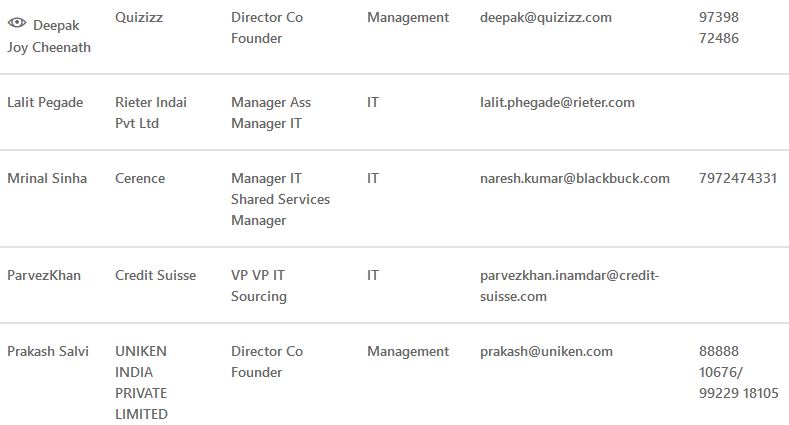 Deepak Joy Cheenath Quizizz Director Co Founder Management deepak@quizizz.com 97398 72486
Lalit Pegade Rieter Indai Pvt Ltd Manager Ass Manager IT IT lalit.phegade@rieter.com
Mrinal Sinha Cerence Manager IT Shared Services Manager IT naresh.kumar@blackbuck.com 7972474331
ParvezKhan Credit Suisse VP VP IT Sourcing IT parvezkhan.inamdar@credit-suisse.com
Prakash Salvi UNIKEN INDIA PRIVATE LIMITED Director Co Founder Management prakash@uniken.com 88888 10676/ 99229 18105